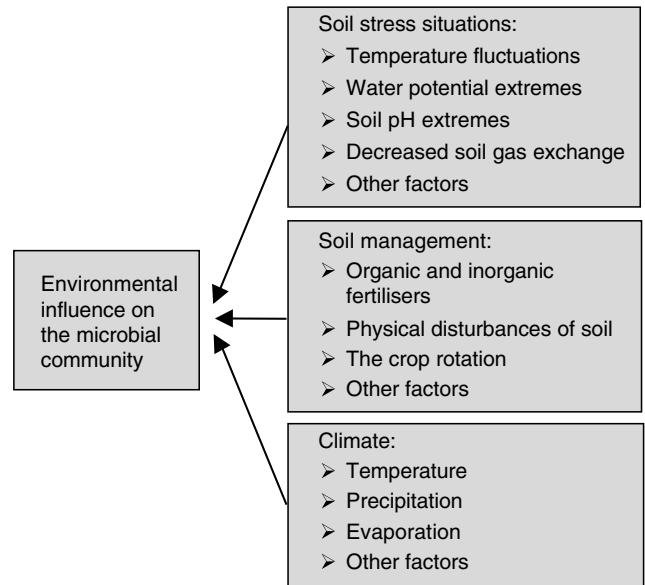 Soil stress situations:
➢ Temperature fluctuations
➢ Water potential extremes
➢ Soil pH extremes
➢ Decreased soil gas exchange
➢ Other factors
Environmental
influence on
the microbial
community
Soil management:
➢ Organic and inorganic
fertilisers
➢ Physical disturbances of soil
➢ The crop rotation
➢ Other factors
Climate:
➢ Temperature
➢ Precipitation
➢ Evaporation
➢ Other factors